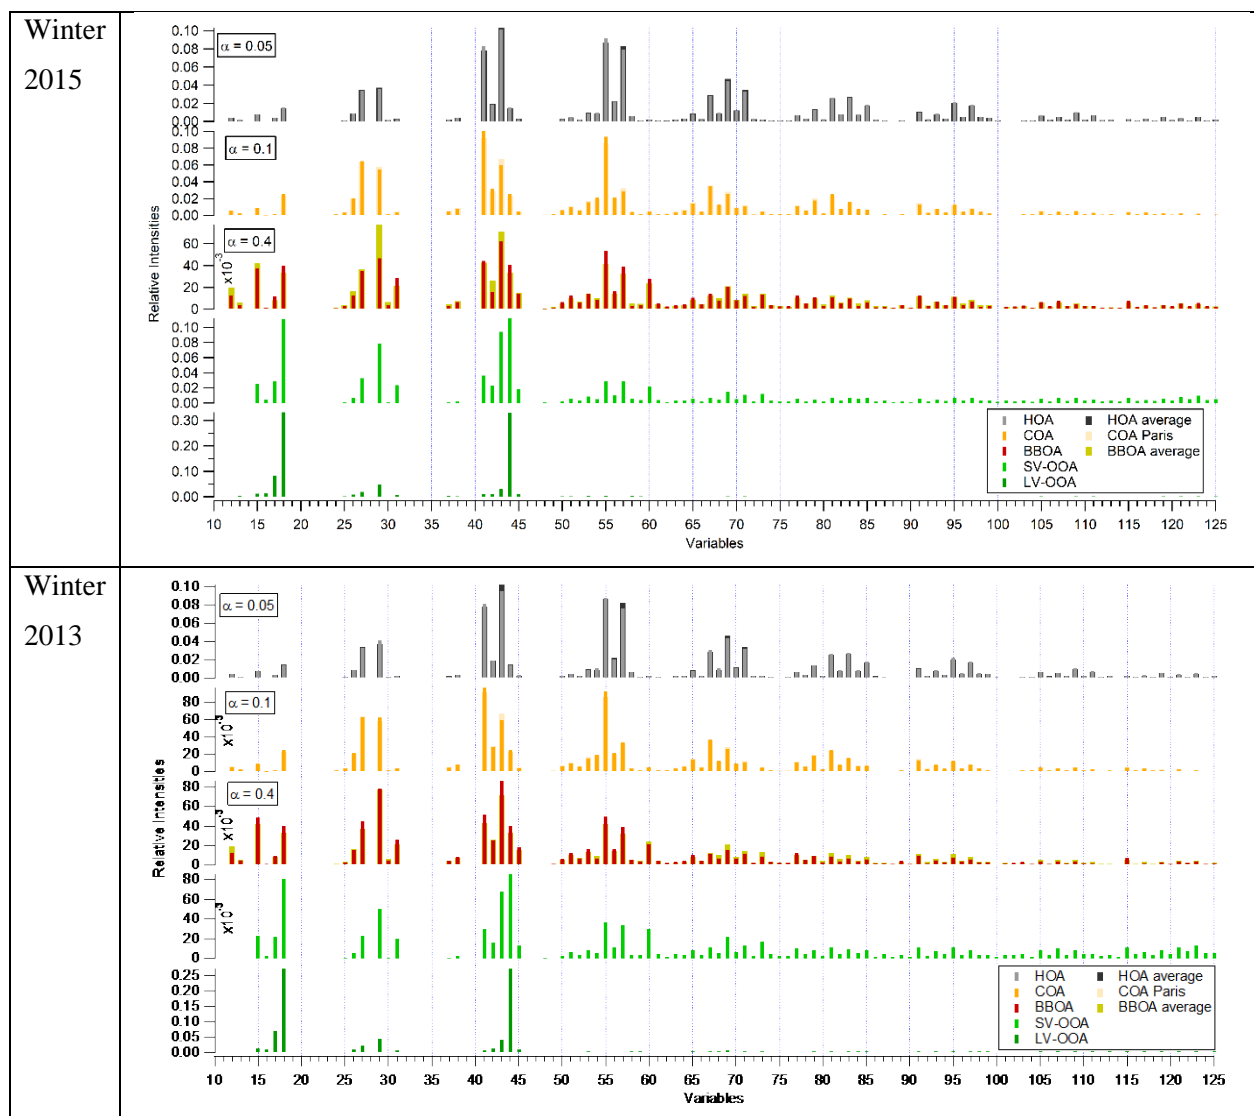 Winter
2015
α = 0.05
0.10
0.08
0.06
0.04
0.02
0.00
α = 0.1
0.10
0.08
0.06
0.04
0.02
0.00
α = 0.4
x10⁻³
60
40
20
0
0.10
0.08
0.06
0.04
0.02
0.00
0.30
0.20
0.10
0.00
Relative Intensities
HOA HOA average
COA COA Paris
BBOA BBOA average
SV-OOA
LV-OOA
10 15 20 25 30 35 40 45 50 55 60 65 70 75 80 85 90 95 100 105 110 115 120 125
Variables
Winter
2013
α = 0.05
0.10
0.08
0.06
0.04
0.02
0.00
α = 0.1
x10⁻³
80
60
40
20
0
α = 0.4
x10⁻³
80
60
40
20
0
x10⁻³
80
60
40
20
0
0.25
0.20
0.15
0.10
0.05
0.00
Relative Intensities
HOA HOA average
COA COA Paris
BBOA BBOA average
SV-OOA
LV-OOA
10 15 20 25 30 35 40 45 50 55 60 65 70 75 80 85 90 95 100 105 110 115 120 125
Variables